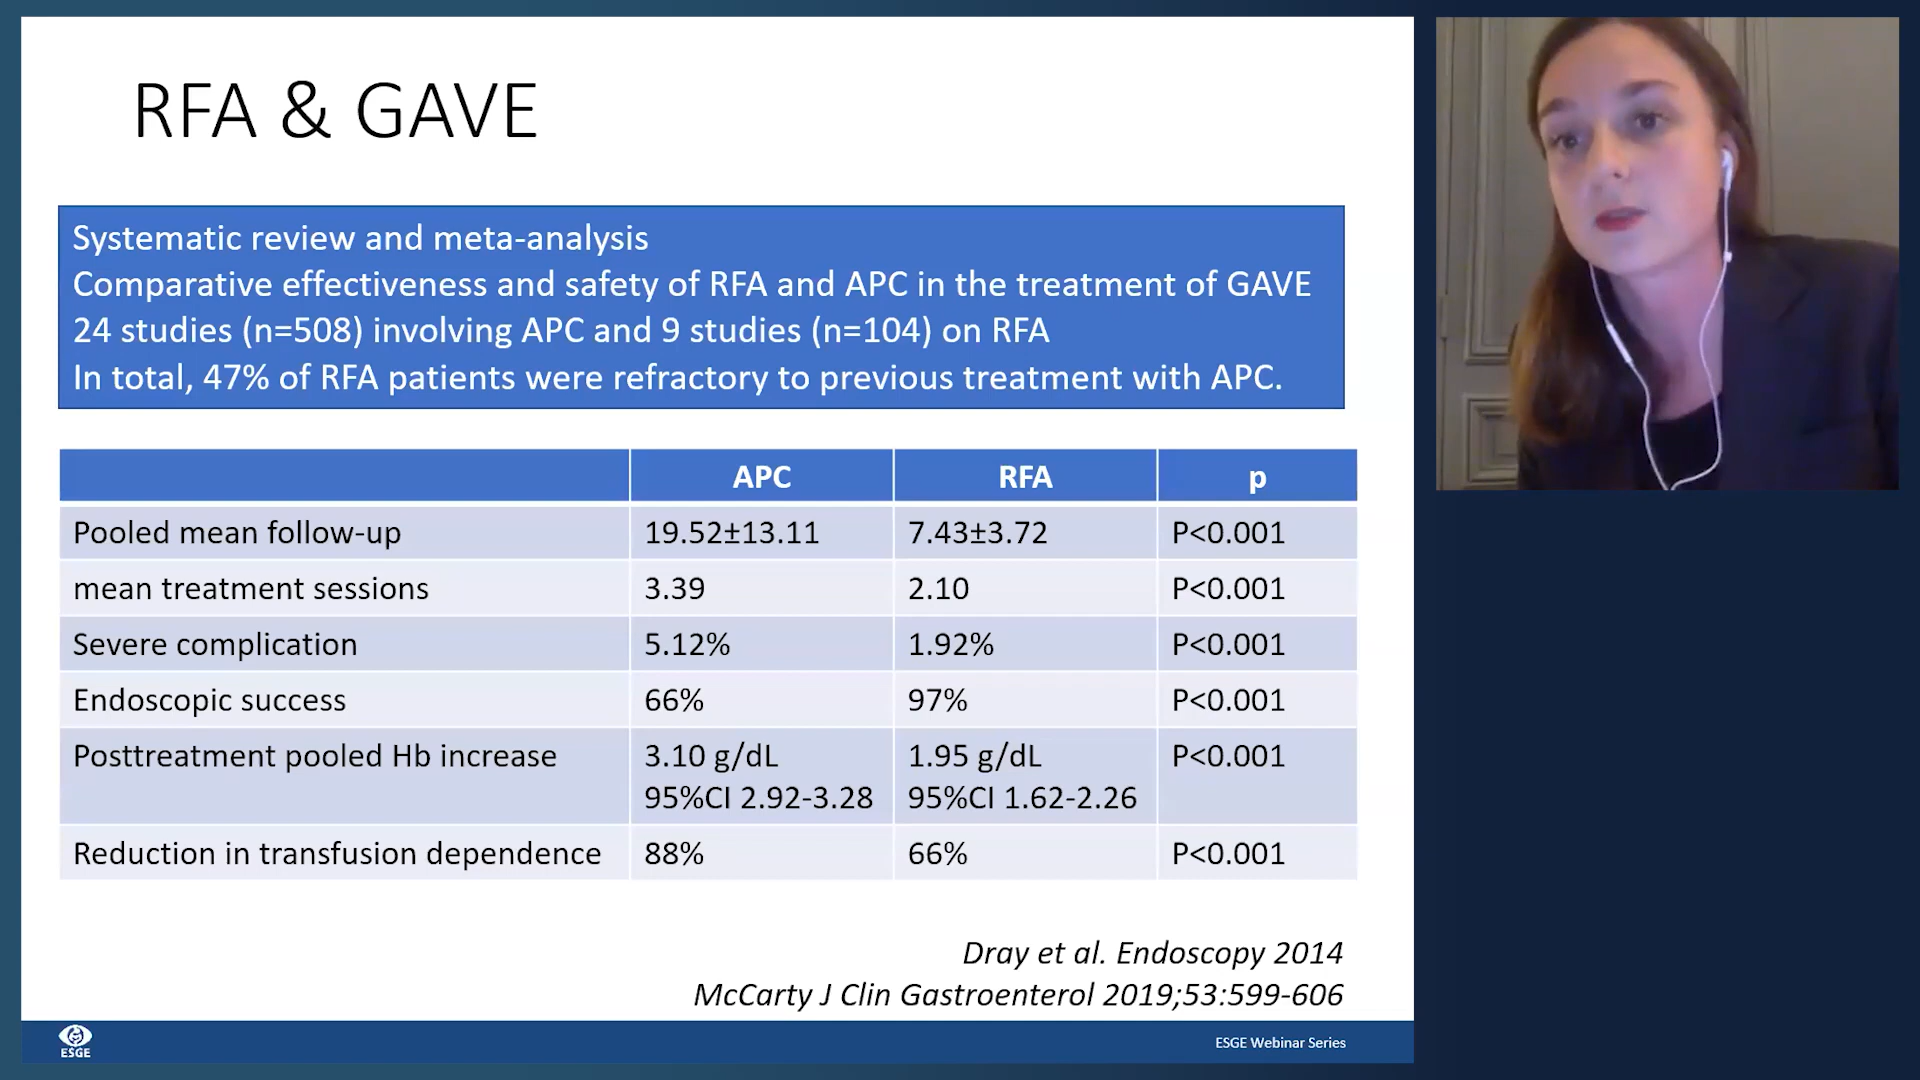 RFA & GAVE
Systematic review and meta-analysis
Comparative effectiveness and safety of RFA and APC in the treatment of GAVE
24 studies (n=508) involving APC and 9 studies (n=104) on RFA
In total, 47% of RFA patients were refractory to previous treatment with APC.
APC RFA p
Pooled mean follow-up 19.52±13.11 7.43±3.72 P<0.001
mean treatment sessions 3.39 2.10 P<0.001
Severe complication 5.12% 1.92% P<0.001
Endoscopic success 66% 97% P<0.001
Posttreatment pooled Hb increase 3.10 g/dL 1.95 g/dL P<0.001
95%CI 2.92-3.28 95%CI 1.62-2.26
Reduction in transfusion dependence 88% 66% P<0.001
Dray et al. Endoscopy 2014
McCarty J Clin Gastroenterol 2019;53:599-606
ESGE
ESGE Webinar Series